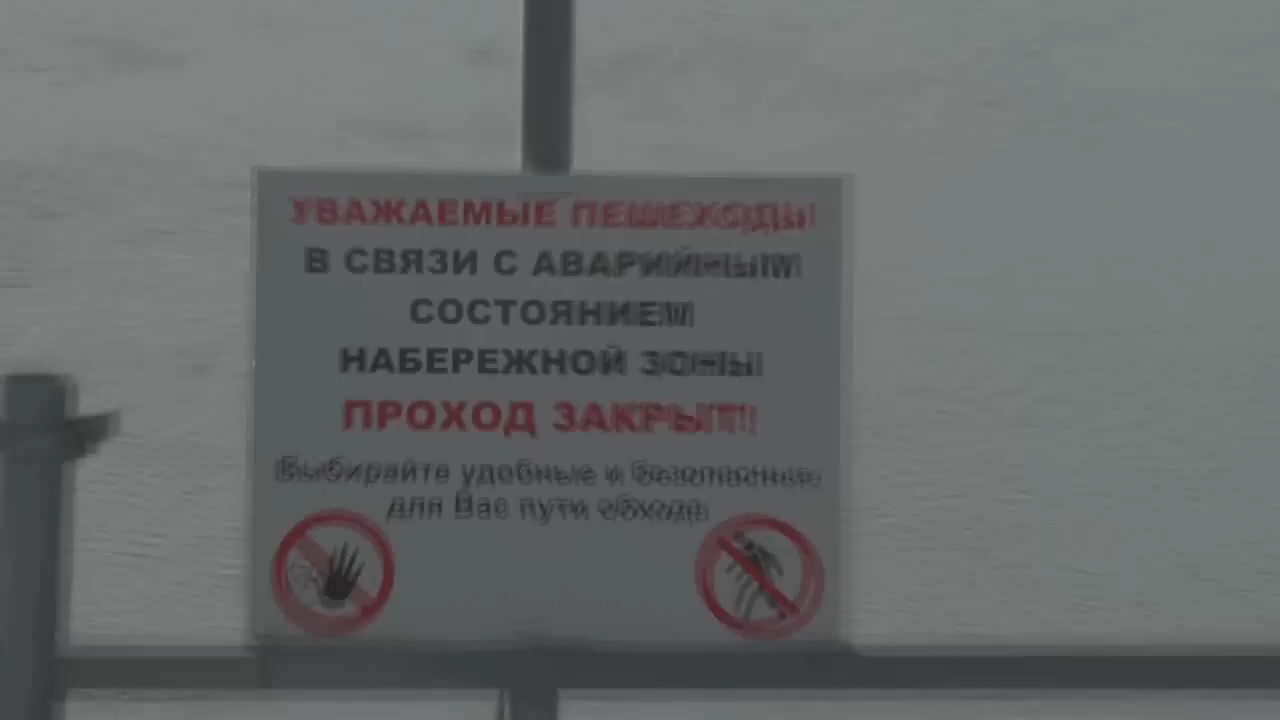 УВАЖАЕМЫЕ ПЕШЕХОДЫ!
В СВЯЗИ С АВАРИЙНЫМ
СОСТОЯНИЕМ
НАБЕРЕЖНОЙ ЗОНЫ
ПРОХОД ЗАКРЫТ!!
Выбирайте удобные и безопасные
для Вас пути обхода